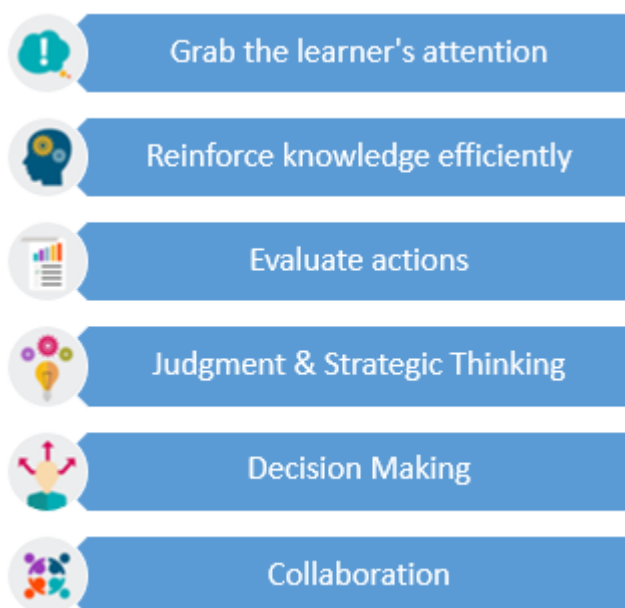 Grab the learner's attention
Reinforce knowledge efficiently
Evaluate actions
Judgment & Strategic Thinking
Decision Making
Collaboration